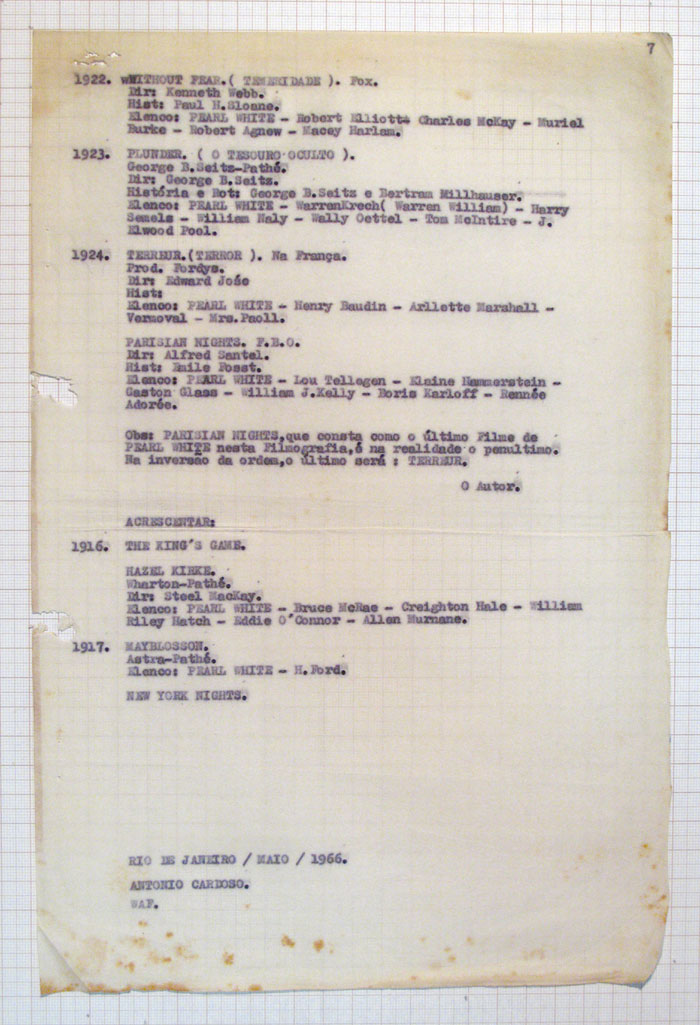 7
1922. wWITHOUT FEAR.( TEMERIDADE ). Fox.
Dir: Kenneth Webb.
Hist: Paul H.Sloane.
Elenco: PEARL WHITE - Robert Elliott- Charles McKay - Muriel
Burke - Robert Agnew - Macey Harlam.
1923. PLUNDER. ( O TESOURO OCULTO ).
George B.Seitz-Pathé.
Dir: George B.Seitz.
História e Rot: George B.Seitz e Bertram Millhauser.
Elenco: PEARL WHITE - WarrenKrech( Warren William) - Harry
Semels - William Naly - Wally Oettel - Tom McIntire - J.
Elwood Pool.
1924. TERREUR.(TERROR ). Na França.
Prod. Fordys.
Dir: Edward José
Hist:
Elenco: PEARL WHITE - Henry Baudin - Arllette Marshall -
Vermoval - Mrs.Paoll.
PARISIAN NIGHTS. F.B.O.
Dir: Alfred Santel.
Hist: Emile Fosst.
Elenco: PEARL WHITE - Lou Tellegen - Elaine Hammerstein -
Gaston Glass - William J.Kelly - Boris Karloff - Rennée
Adorée.
Obs: PARISIAN NIGHTS,que consta como o último Filme de
PEARL WHITE nesta Filmografia,é na realidade o penultimo.
Na inversão da ordem,o último será : TERREUR.
O Autor.
ACRESCENTAR:
1916. THE KING'S GAME.
HAZEL KIRKE.
Wharton-Pathé.
Dir: Steel MacKay.
Elenco: PEARL WHITE - Bruce McRae - Creighton Hale - William
Riley Hatch - Eddie O'Connor - Allen Murnane.
1917. MAYBLOSSON.
Astra-Pathé.
Elenco: PEARL WHITE - H.Ford.
NEW YORK NIGHTS.
RIO DE JANEIRO / MAIO / 1966.
ANTONIO CARDOSO.
WAF.